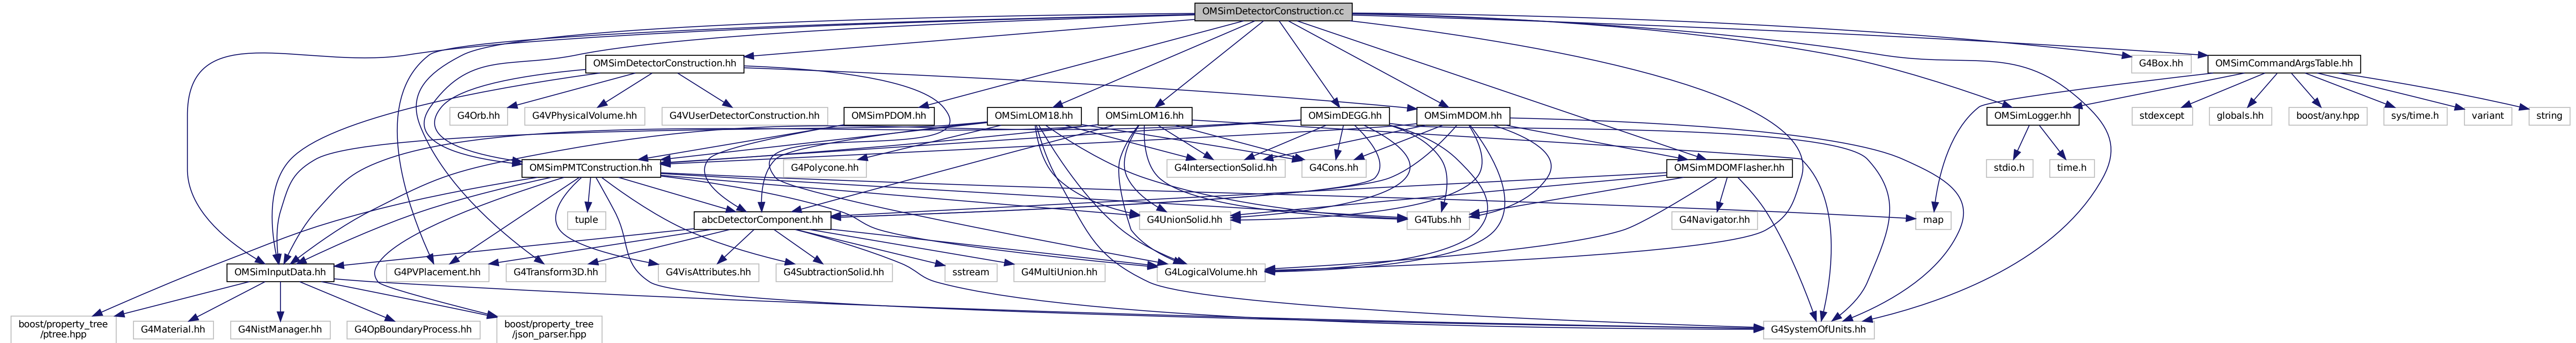 OMSimDetectorConstruction.cc
OMSimDetectorConstruction.hh
G4Box.hh
OMSimCommandArgsTable.hh
G4Orb.hh
G4VPhysicalVolume.hh
G4VUserDetectorConstruction.hh
OMSimPDOM.hh
OMSimLOM18.hh
OMSimLOM16.hh
OMSimDEGG.hh
OMSimMDOM.hh
OMSimLogger.hh
stdexcept
globals.hh
boost/any.hpp
sys/time.h
variant
string
OMSimPMTConstruction.hh
G4Polycone.hh
G4IntersectionSolid.hh
G4Cons.hh
OMSimMDOMFlasher.hh
stdio.h
time.h
tuple
abcDetectorComponent.hh
G4UnionSolid.hh
G4Tubs.hh
G4Navigator.hh
map
OMSimInputData.hh
G4PVPlacement.hh
G4Transform3D.hh
G4VisAttributes.hh
G4SubtractionSolid.hh
sstream
G4MultiUnion.hh
G4LogicalVolume.hh
boost/property_tree
/ptree.hpp
G4Material.hh
G4NistManager.hh
G4OpBoundaryProcess.hh
boost/property_tree
/json_parser.hpp
G4SystemOfUnits.hh